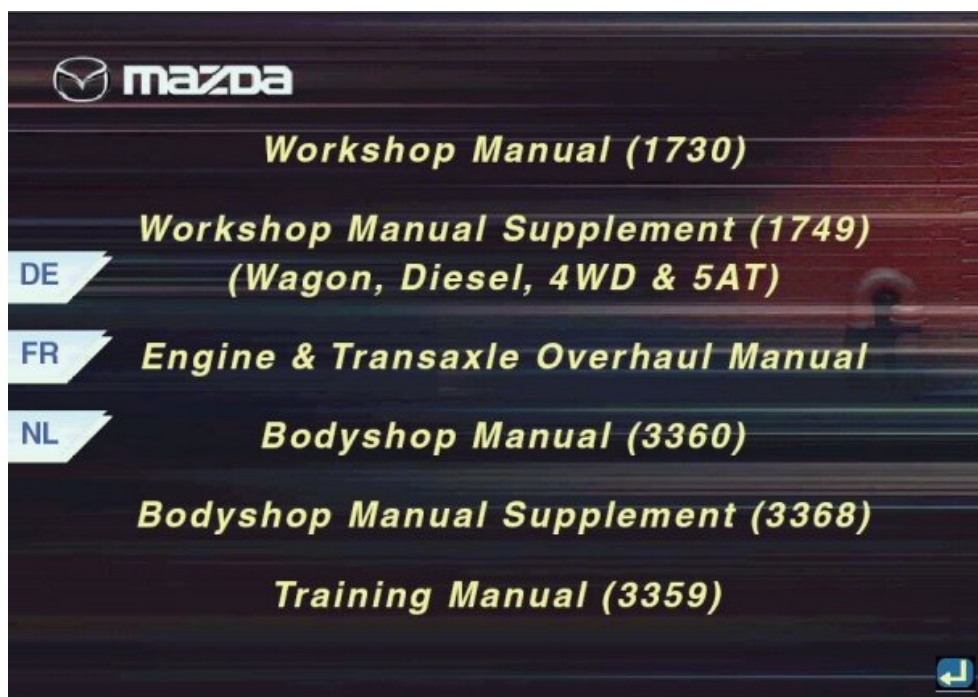 mazda
Workshop Manual (1730)
Workshop Manual Supplement (1749)
(Wagon, Diesel, 4WD & 5AT)
DE
Engine & Transaxle Overhaul Manual
FR
Bodyshop Manual (3360)
NL
Bodyshop Manual Supplement (3368)
Training Manual (3359)